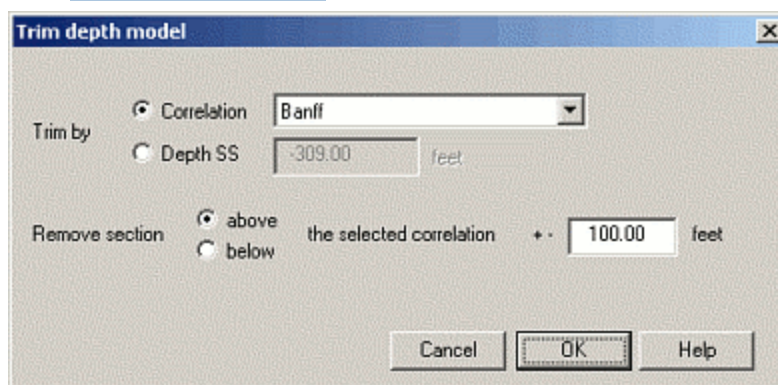 Trim depth model
Trim by
Correlation Banff
Depth SS -309.00 feet
Remove section above the selected correlation + - 100.00 feet
below
Cancel OK Help